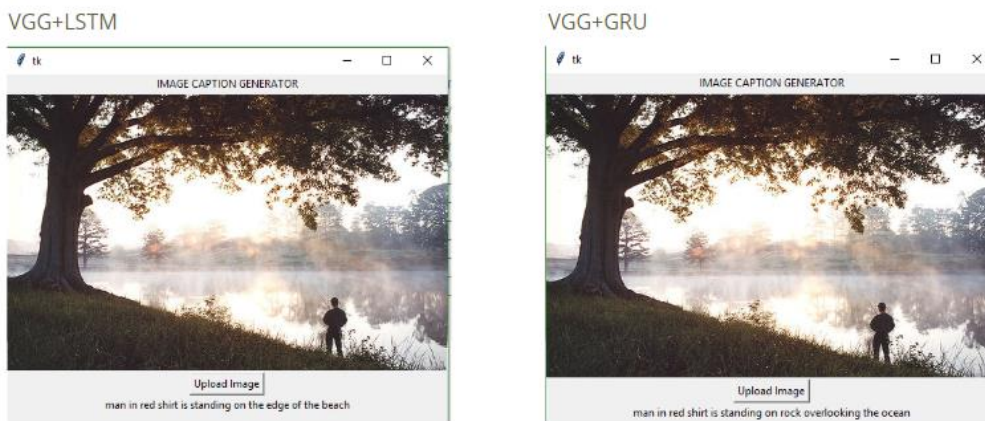 VGG+LSTM
tk
IMAGE CAPTION GENERATOR
Upload Image
man in red shirt is standing on the edge of the beach
VGG+GRU
tk
IMAGE CAPTION GENERATOR
Upload Image
man in red shirt is standing on rock overlooking the ocean